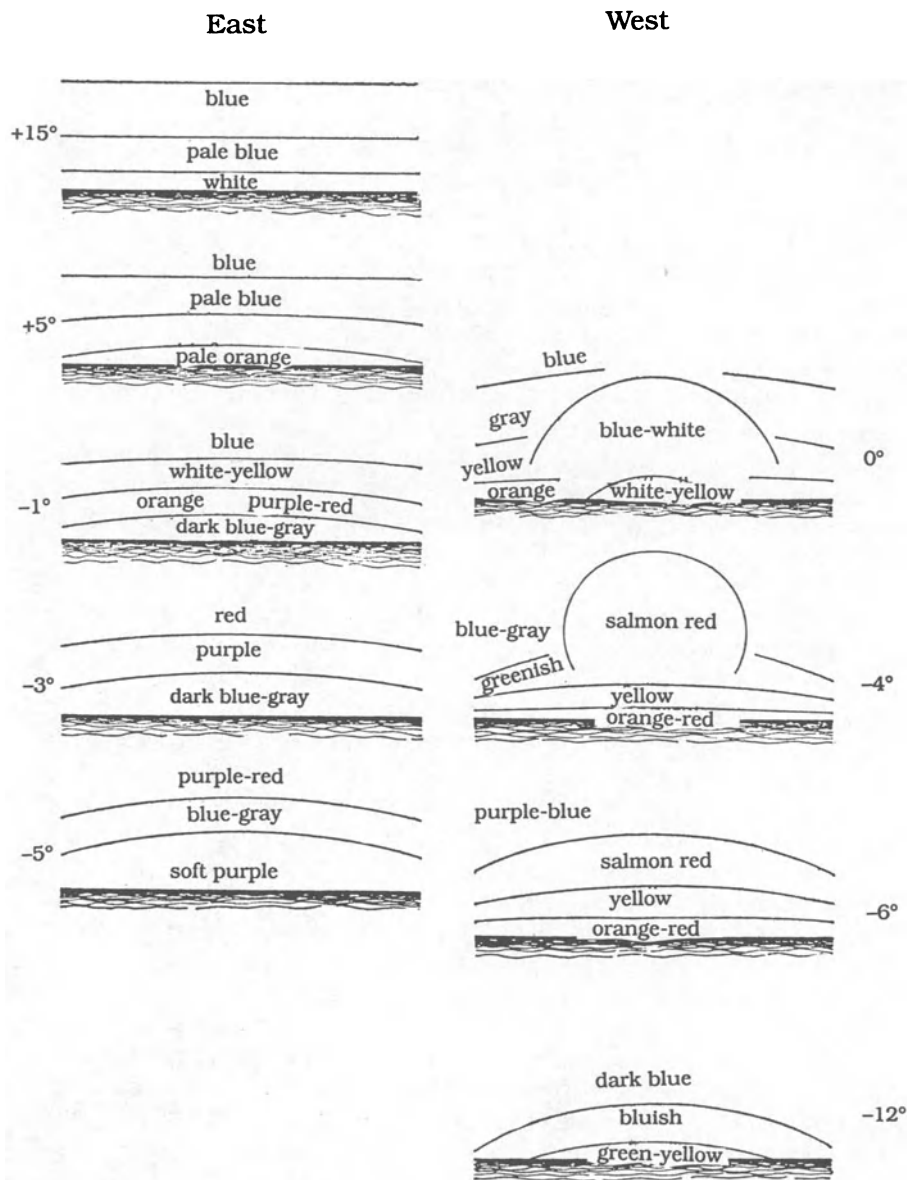 East
blue
+15°
pale blue
white
blue
pale blue
+5°
pale orange
blue
white-yellow
orange purple-red
-1°
dark blue-gray
red
purple
-3°
dark blue-gray
purple-red
blue-gray
-5°
soft purple
West
blue
gray
blue-white
0°
yellow
orange
white-yellow
blue-gray
salmon red
greenish
-4°
yellow
orange-red
purple-blue
salmon red
yellow
-6°
orange-red
dark blue
bluish
-12°
green-yellow